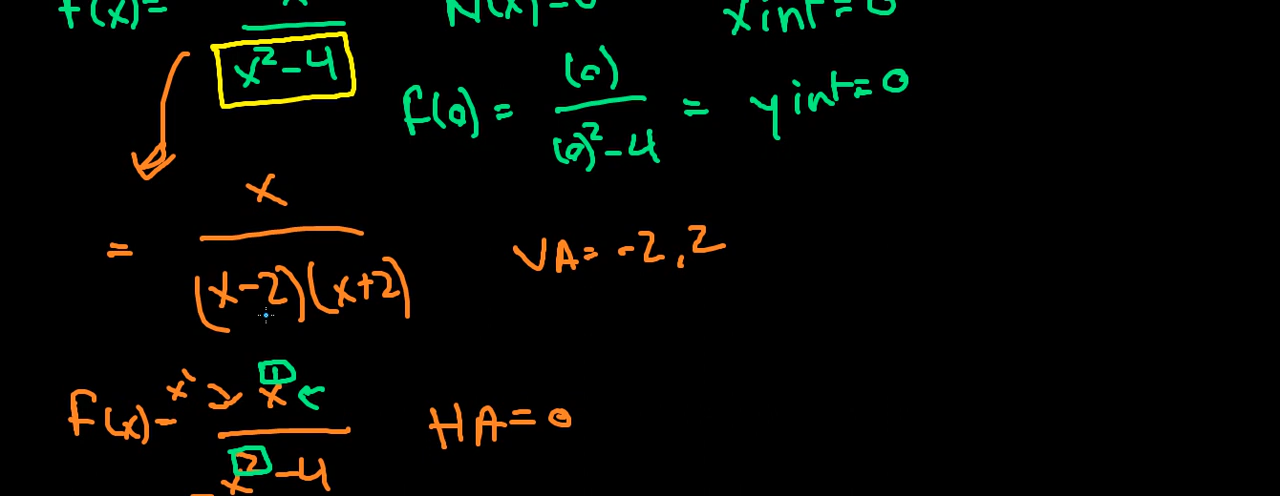 f(x)= x / x²-4
N(x)=0
x int = 0
f(0) = (0) / (0)²-4 = y int = 0
= x / (x-2)(x+2)
VA = -2, 2
f(x)= x¹ x¹ / x²-4
HA = 0